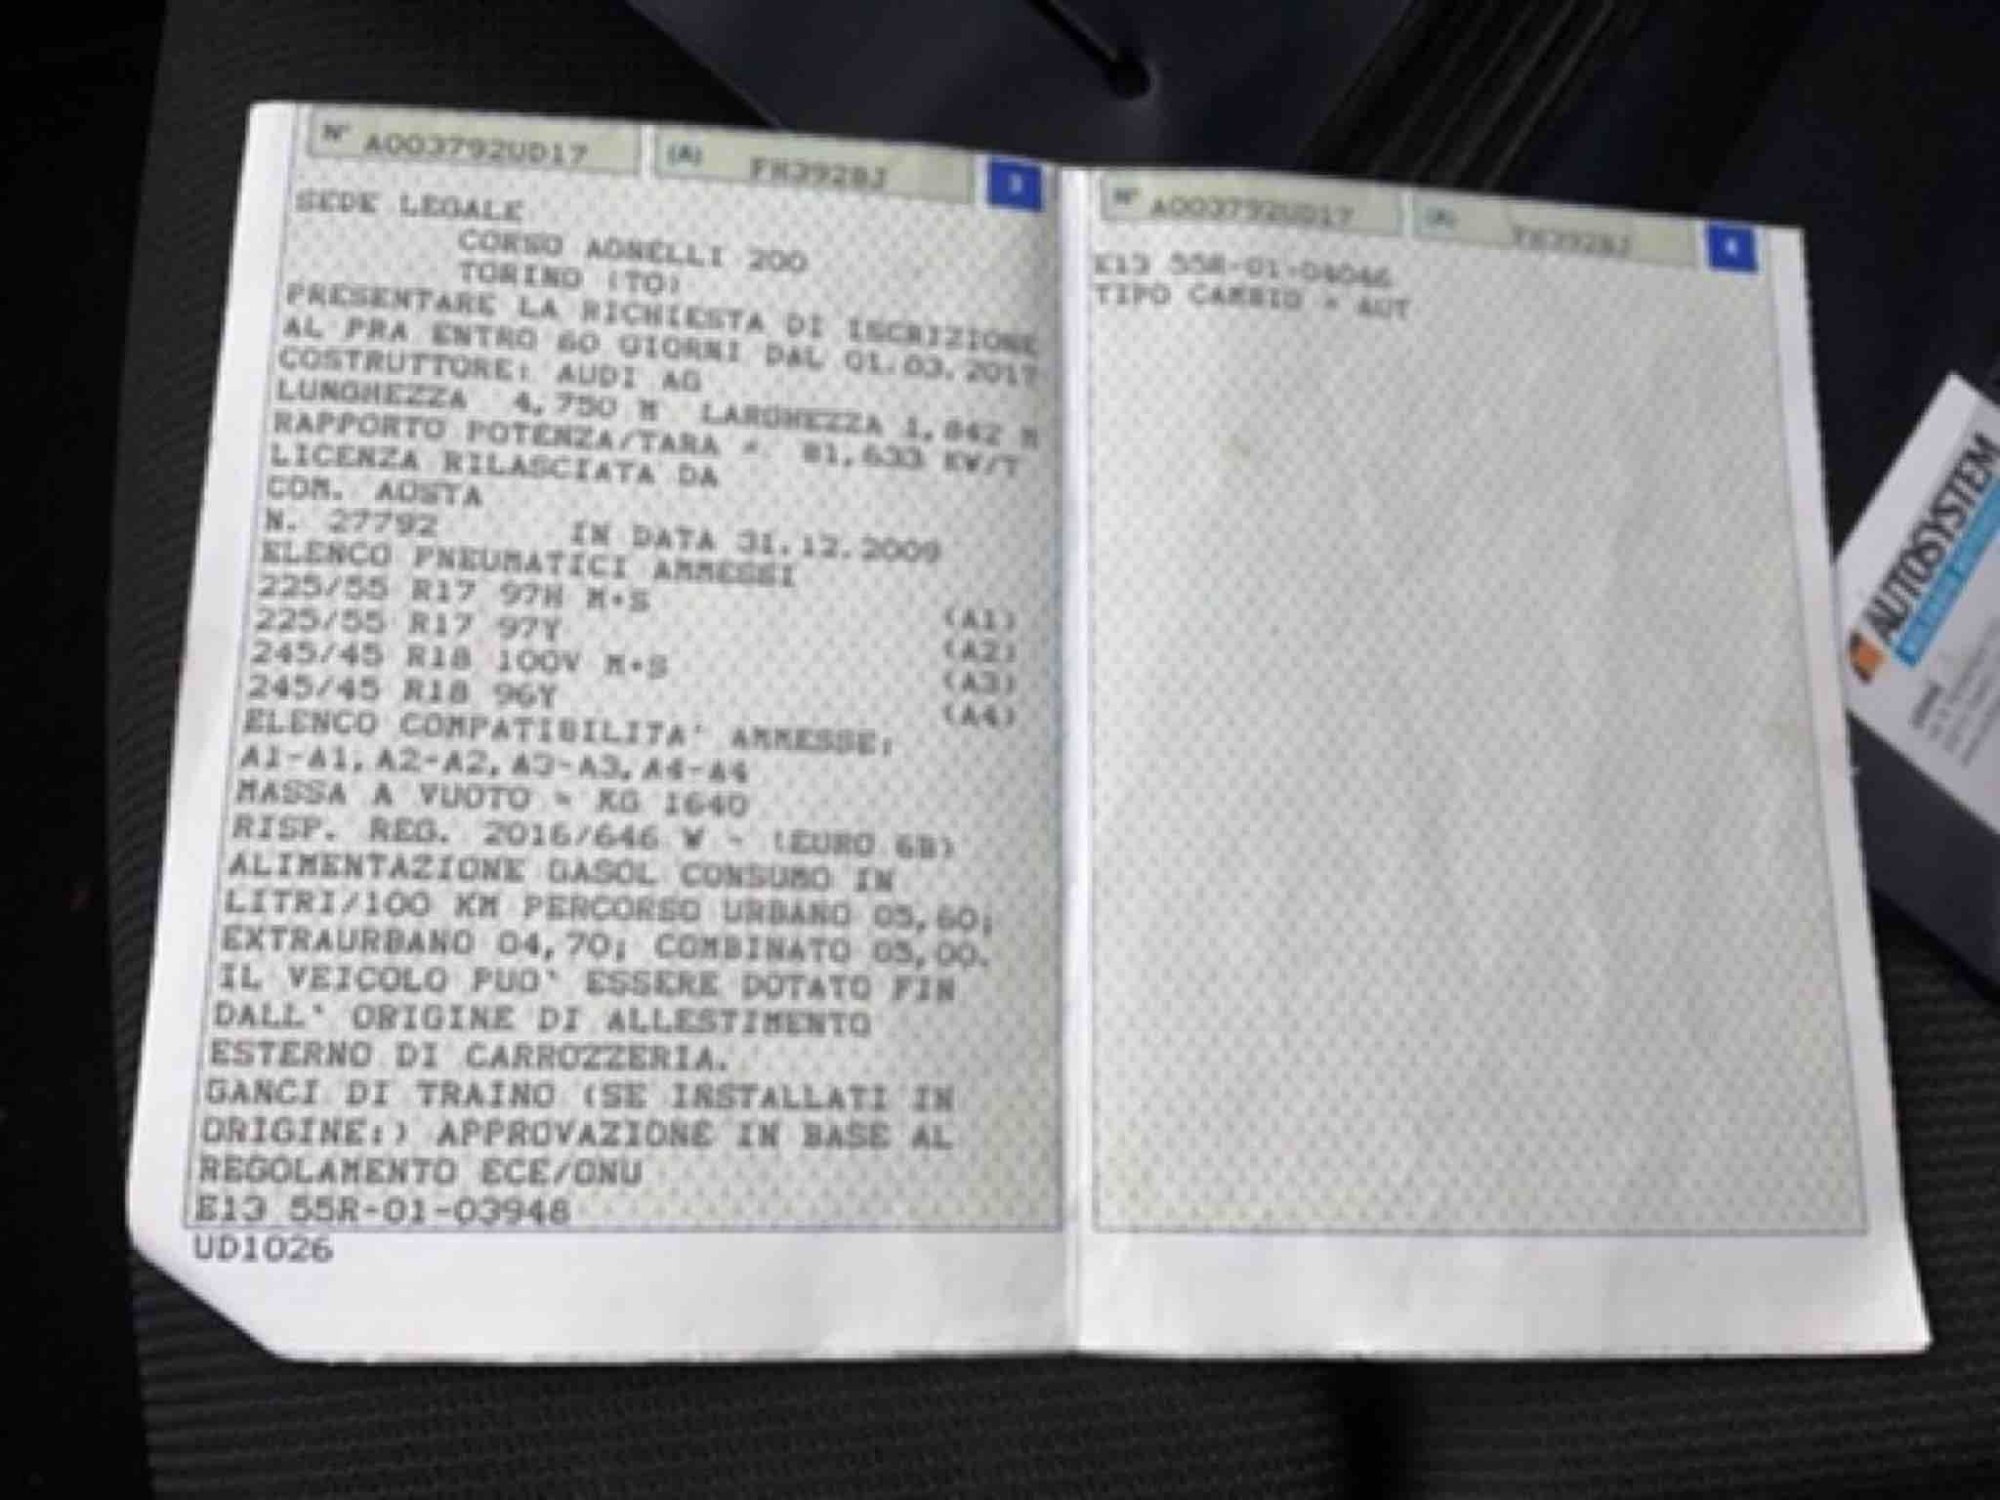 N° A003792UD17 (A) FH392BJ 3
SEDE LEGALE
CORSO AGNELLI 200
TORINO (TO)
PRESENTARE LA RICHIESTA DI ISCRIZIONE
AL PRA ENTRO 60 GIORNI DAL 01.03.2017
COSTRUTTORE: AUDI AG
LUNGHEZZA 4,750 M LARGHEZZA 1,842 M
RAPPORTO POTENZA/TARA = 81,633 KW/T
LICENZA RILASCIATA DA
COM. AOSTA
N. 27792 IN DATA 31.12.2009
ELENCO PNEUMATICI AMMESSI
225/55 R17 97H M+S (A1)
225/55 R17 97Y (A2)
245/45 R18 100V M+S (A3)
245/45 R18 96Y (A4)
ELENCO COMPATIBILITA' AMMESSE:
A1-A1,A2-A2,A3-A3,A4-A4
MASSA A VUOTO = KG 1640
RISP. REG. 2016/646 W - (EURO 6B)
ALIMENTAZIONE GASOL CONSUMO IN
LITRI/100 KM PERCORSO URBANO 05,60;
EXTRAURBANO 04,70; COMBINATO 05,00.
IL VEICOLO PUO' ESSERE DOTATO FIN
DALL' ORIGINE DI ALLESTIMENTO
ESTERNO DI CARROZZERIA.
GANCI DI TRAINO (SE INSTALLATI IN
ORIGINE:) APPROVAZIONE IN BASE AL
REGOLAMENTO ECE/ONU
E13 55R-01-03948
UD1026
N° A003792UD17 (A) FH392BJ 4
E13 55R-01-04046
TIPO CAMBIO = AUT
AUTOSYSTEM